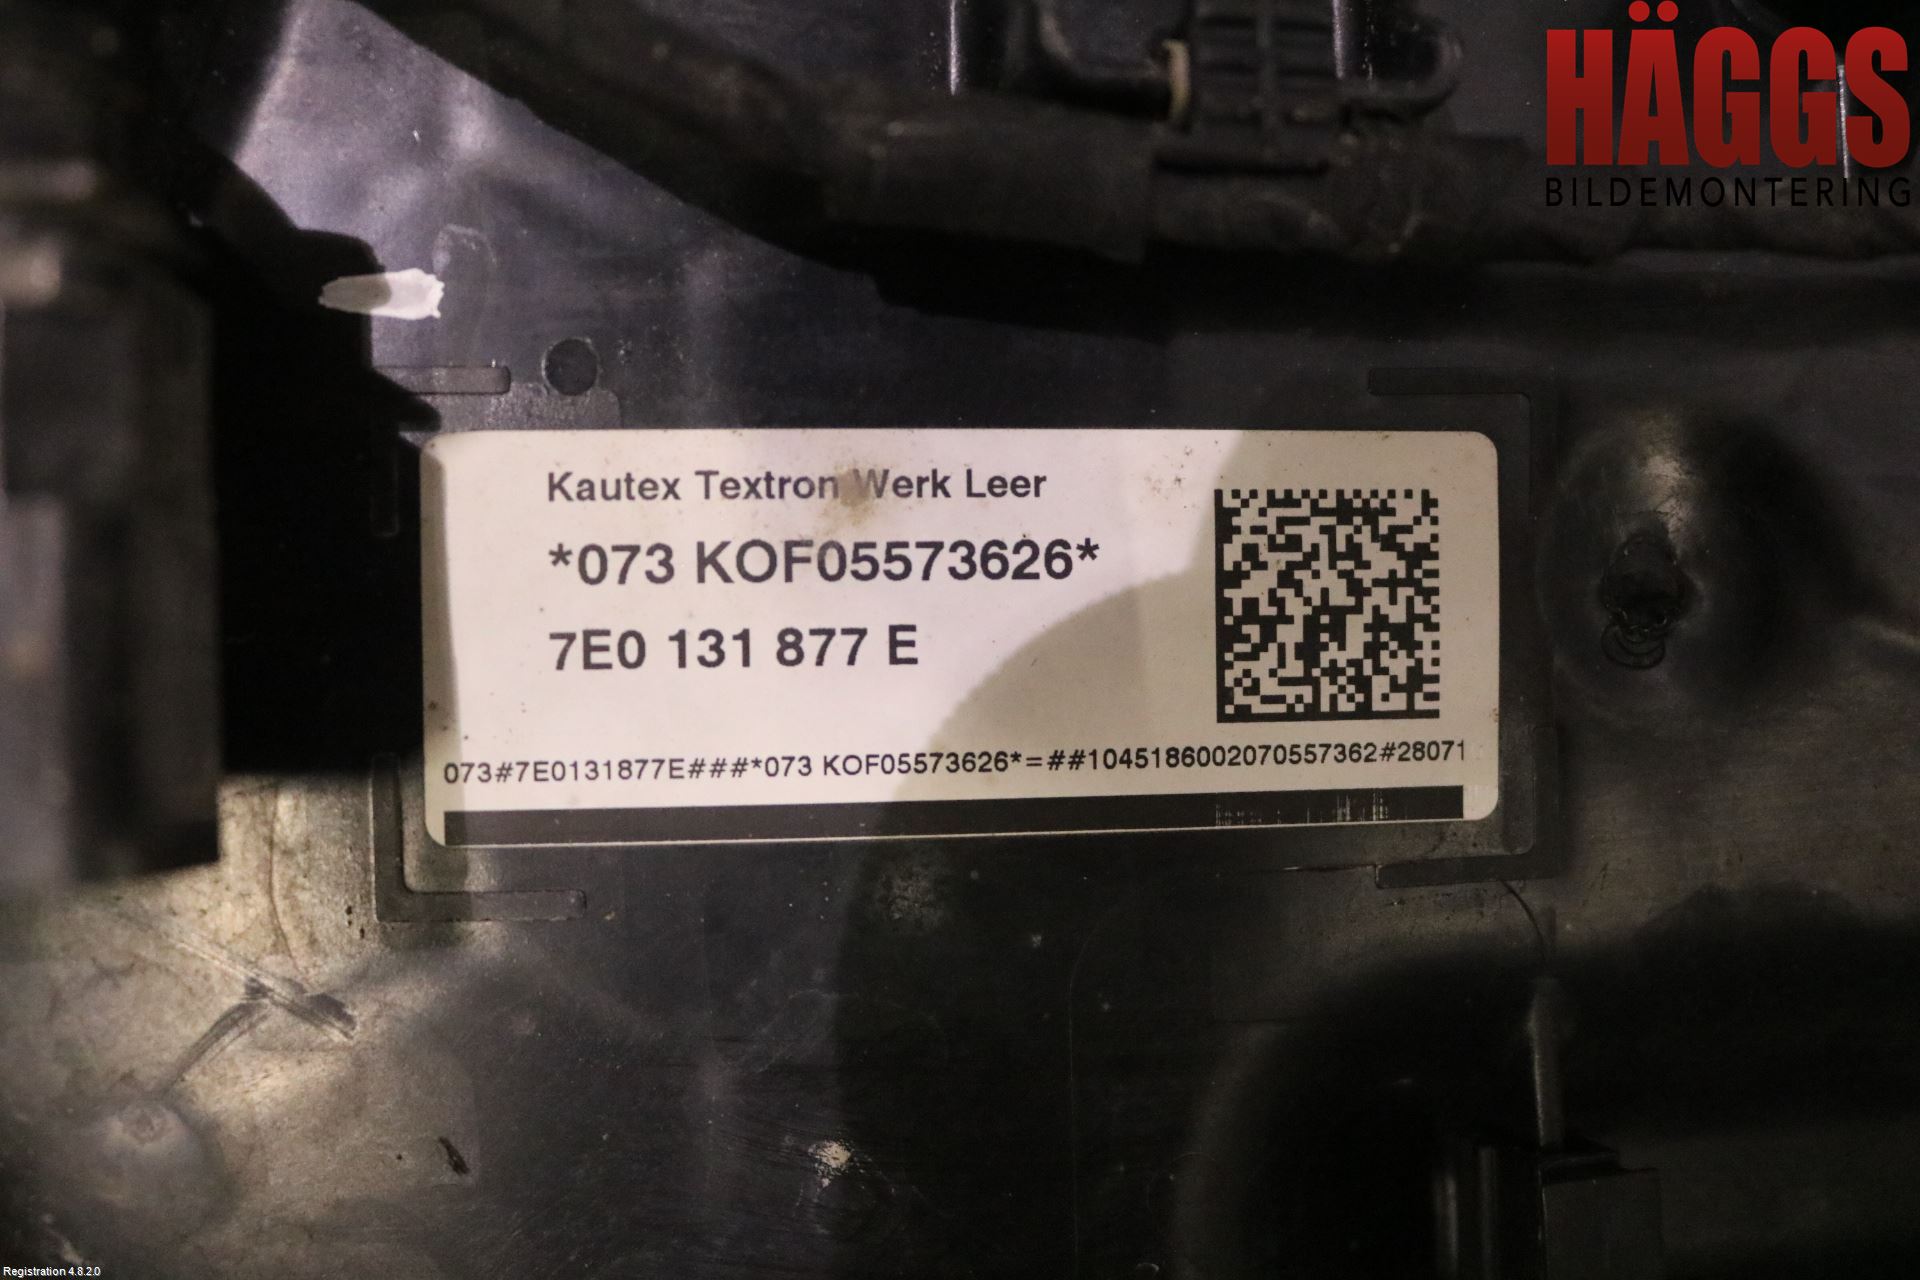 HÄGGS
BILDEMONTERING
Kautex Textron Werk Leer
*073 KOF05573626*
7E0 131 877 E
073#7E0131877E###*073 KOF05573626*=##1045186002070557362#28071
Registration 4.8.2.0